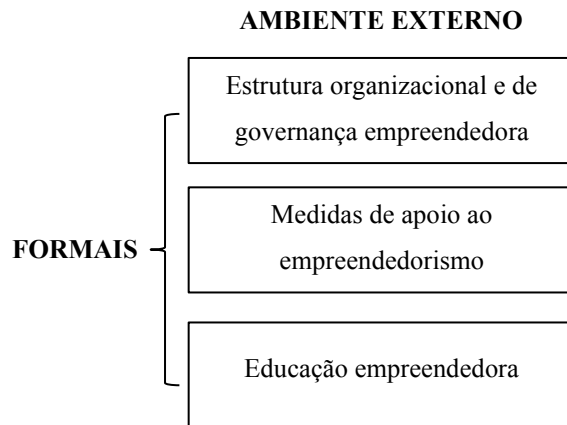 AMBIENTE EXTERNO
Estrutura organizacional e de
governança empreendedora
Medidas de apoio ao
empreendedorismo
FORMAIS
Educação empreendedora